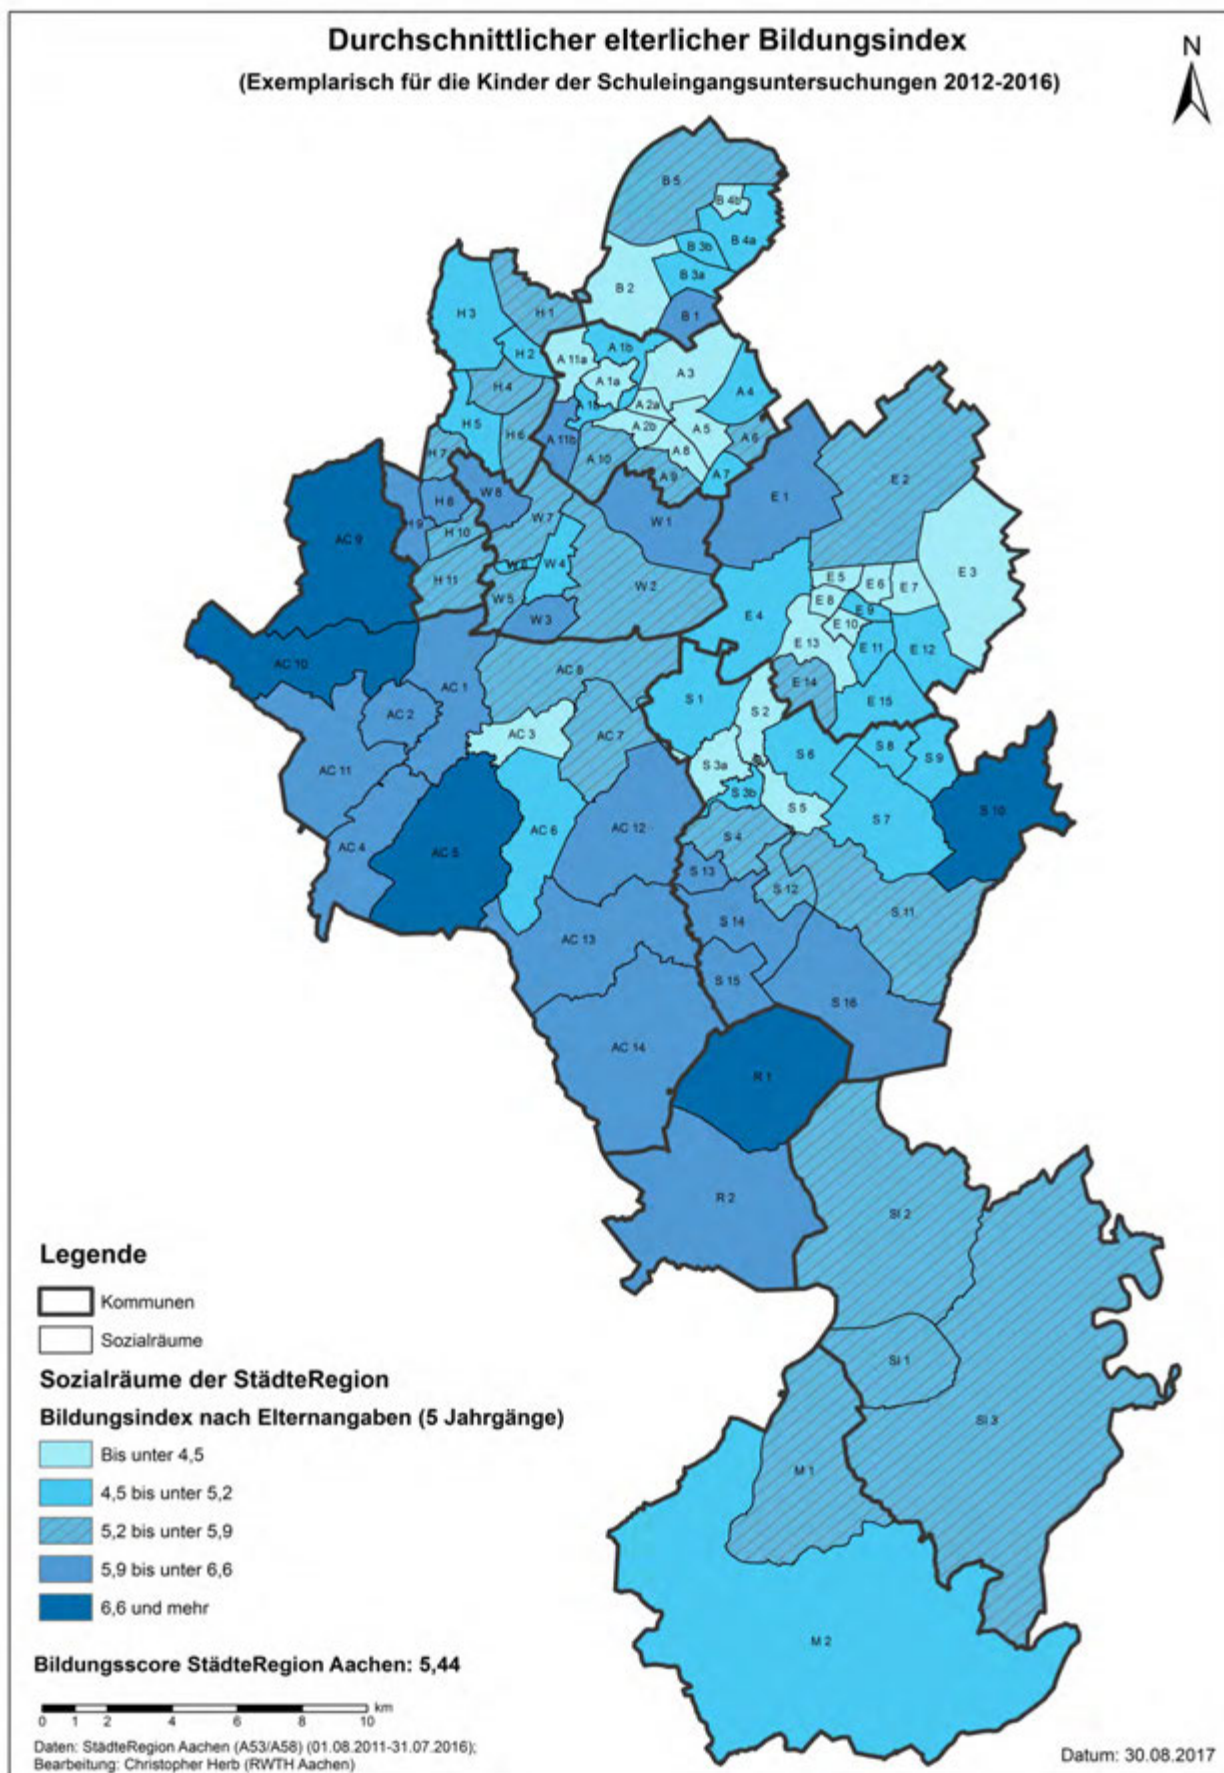 Durchschnittlicher elterlicher Bildungsindex
(Exemplarisch für die Kinder der Schuleingangsuntersuchungen 2012-2016)
N
B 5
B 4b
B 4a
B 3b
B 3a
B 2
B 1
H 3
H 1
H 2
H 4
H 5
H 6
H 7
H 8
H 9
H 10
H 11
A 11a
A 1b
A 1a
A 3
A 4
A 2a
A 1b
A 2b
A 5
A 6
A 11b
A 10
A 8
A 9
A 7
W 8
W 7
W 1
W 6
W 4
W 2
W 5
W 3
E 1
E 2
E 3
E 5
E 6
E 7
E 8
E 9
E 10
E 4
E 13
E 11
E 12
E 14
E 15
AC 9
AC 10
AC 1
AC 2
AC 8
AC 3
AC 7
AC 11
AC 4
AC 5
AC 6
AC 12
AC 13
AC 14
S 1
S 2
S 3a
S 3b
S 6
S 8
S 9
S 5
S 7
S 10
S 4
S 13
S 12
S 11
S 14
S 15
S 16
R 1
R 2
SI 2
SI 1
SI 3
M 1
M 2
Legende
Kommunen
Sozialräume
Sozialräume der StädteRegion
Bildungsindex nach Elternangaben (5 Jahrgänge)
Bis unter 4,5
4,5 bis unter 5,2
5,2 bis unter 5,9
5,9 bis unter 6,6
6,6 und mehr
Bildungsscore StädteRegion Aachen: 5,44
km
0 1 2 4 6 8 10
Daten: StädteRegion Aachen (A53/A58) (01.08.2011-31.07.2016);
Bearbeitung: Christopher Herb (RWTH Aachen)
Datum: 30.08.2017